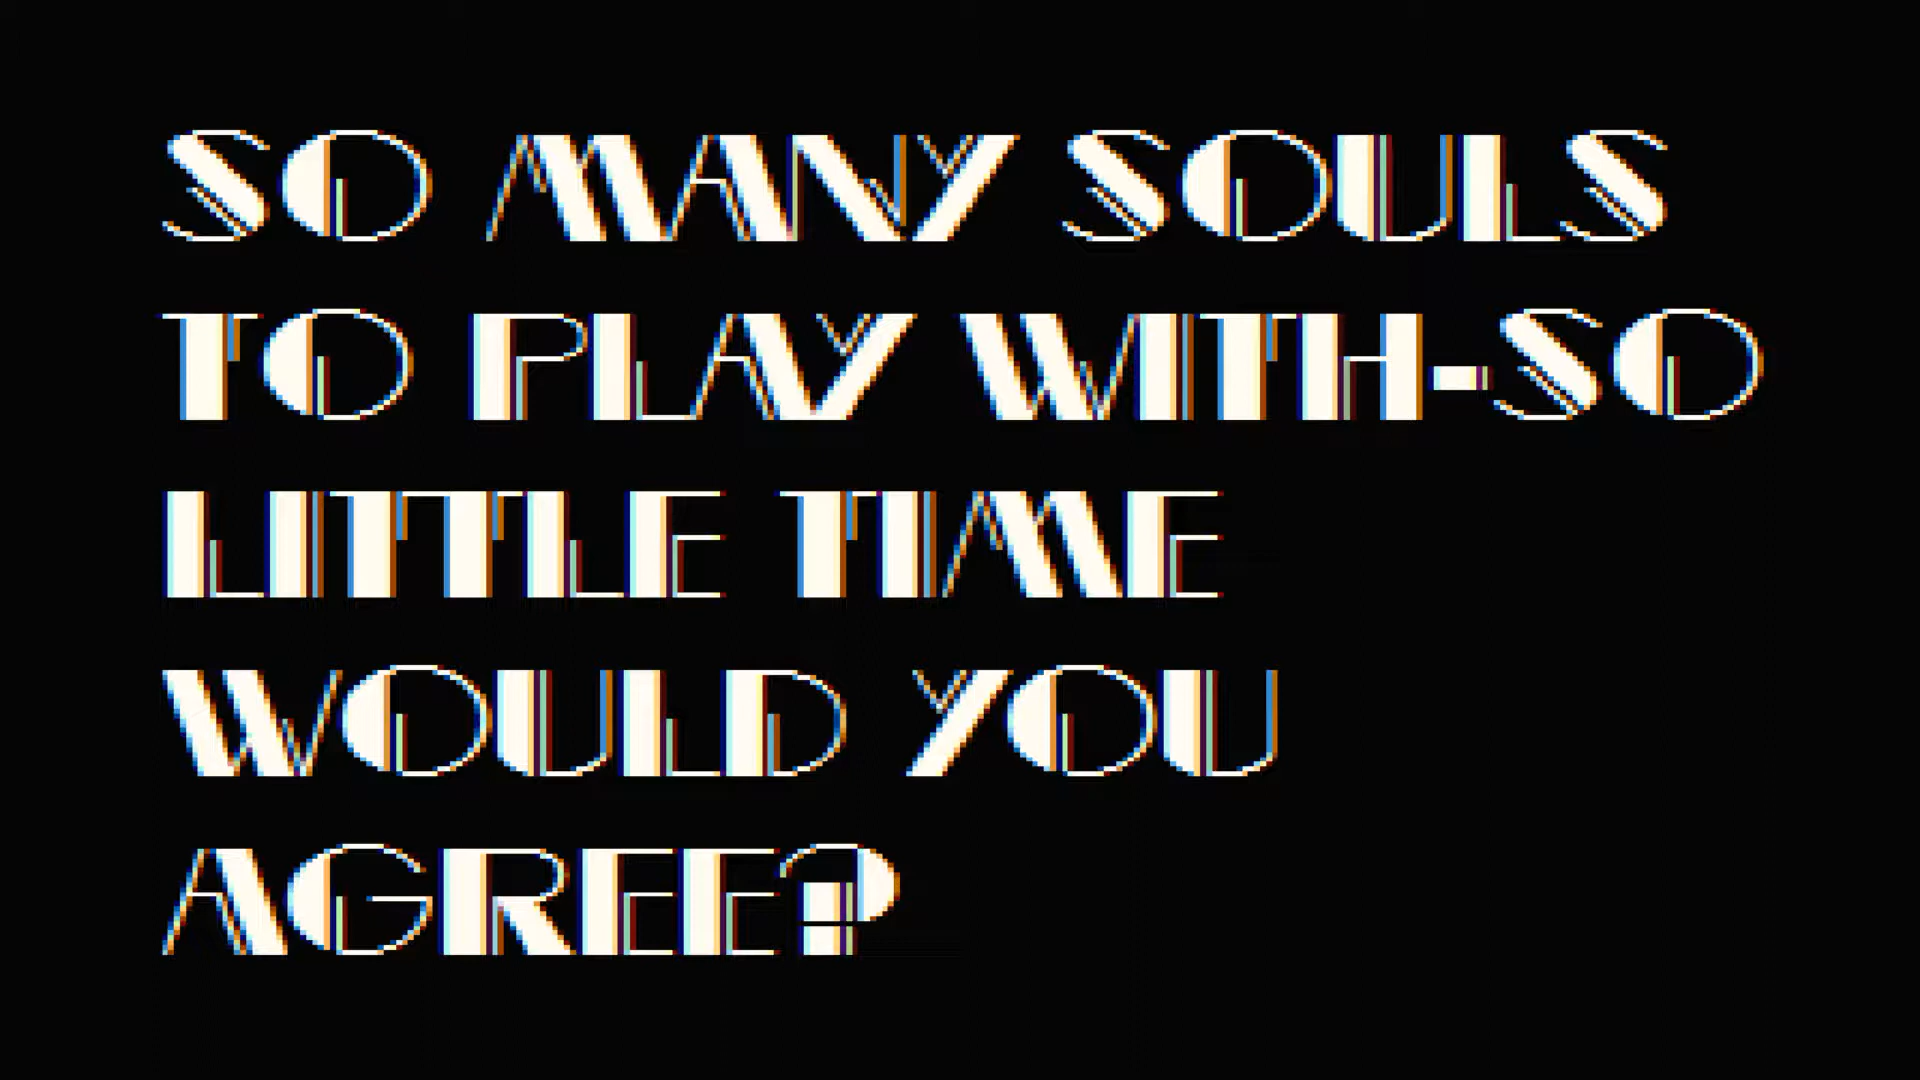 SO MANY SOULS
TO PLAY WITH-SO
LITTLE TIME
WOULD YOU
AGREE?